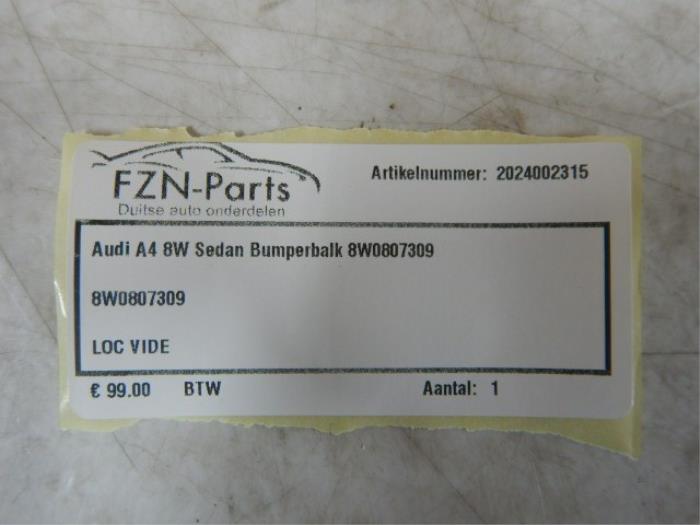 FZN-Parts
Duitse auto onderdelen
Artikelnummer: 2024002315
Audi A4 8W Sedan Bumperbalk 8W0807309
8W0807309
LOC VIDE
€ 99.00 BTW Aantal: 1